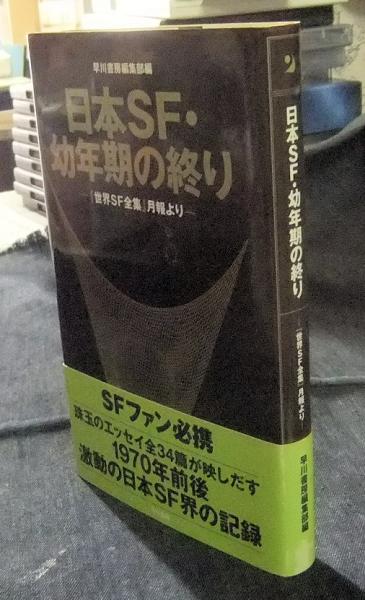 早川書房編集部編
日本SF・
幼年期の終り
「世界SF全集」月報より
SFファン必携
珠玉のエッセイ全34篇が映しだす
1970年前後
激動の日本SF界の記録
日本SF・幼年期の終り
「世界SF全集」月報より
早川書房編集部編